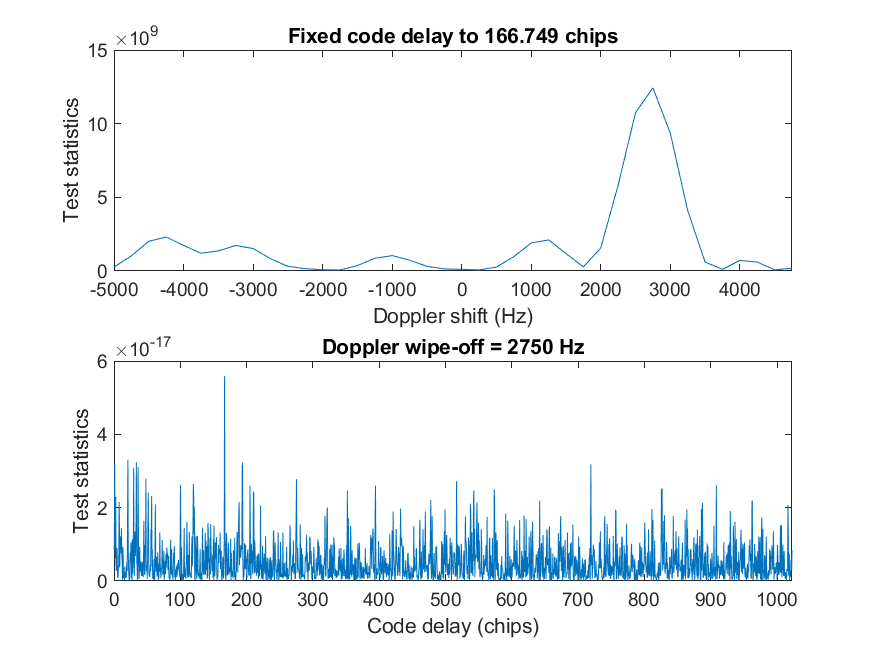 ×10^9
Fixed code delay to 166.749 chips
15
10
5
0
Test statistics
-5000 -4000 -3000 -2000 -1000 0 1000 2000 3000 4000
Doppler shift (Hz)
×10^-17
Doppler wipe-off = 2750 Hz
6
4
2
0
Test statistics
0 100 200 300 400 500 600 700 800 900 1000
Code delay (chips)